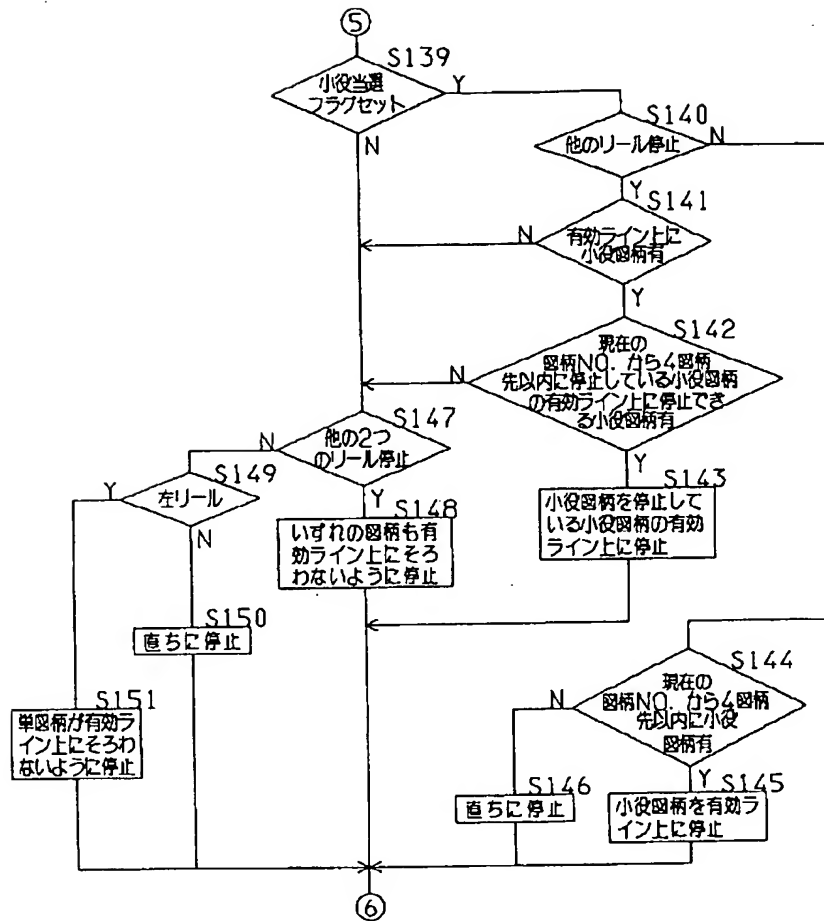 ⑤
S139
小役当選
フラグセット
Y
N
S140
他のリール停止
N
Y
S141
有効ライン上に
小役図柄有
N
Y
S142
現在の
図柄NO.から4図柄
先以内に停止している小役図柄
の有効ライン上に停止でき
る小役図柄有
N
Y
S143
小役図柄を停止して
いる小役図柄の有効
ライン上に停止
S147
他の2つ
のリール停止
N
Y
S148
いずれの図柄も有
効ライン上にそろ
わないように停止
S149
左リール
Y
N
S150
直ちに停止
S151
単図柄が有効ラ
イン上にそろわ
ないように停止
S144
現在の
図柄NO.から4図柄
先以内に小役
図柄有
N
Y
S145
小役図柄を有効ラ
イン上に停止
S146
直ちに停止
⑥